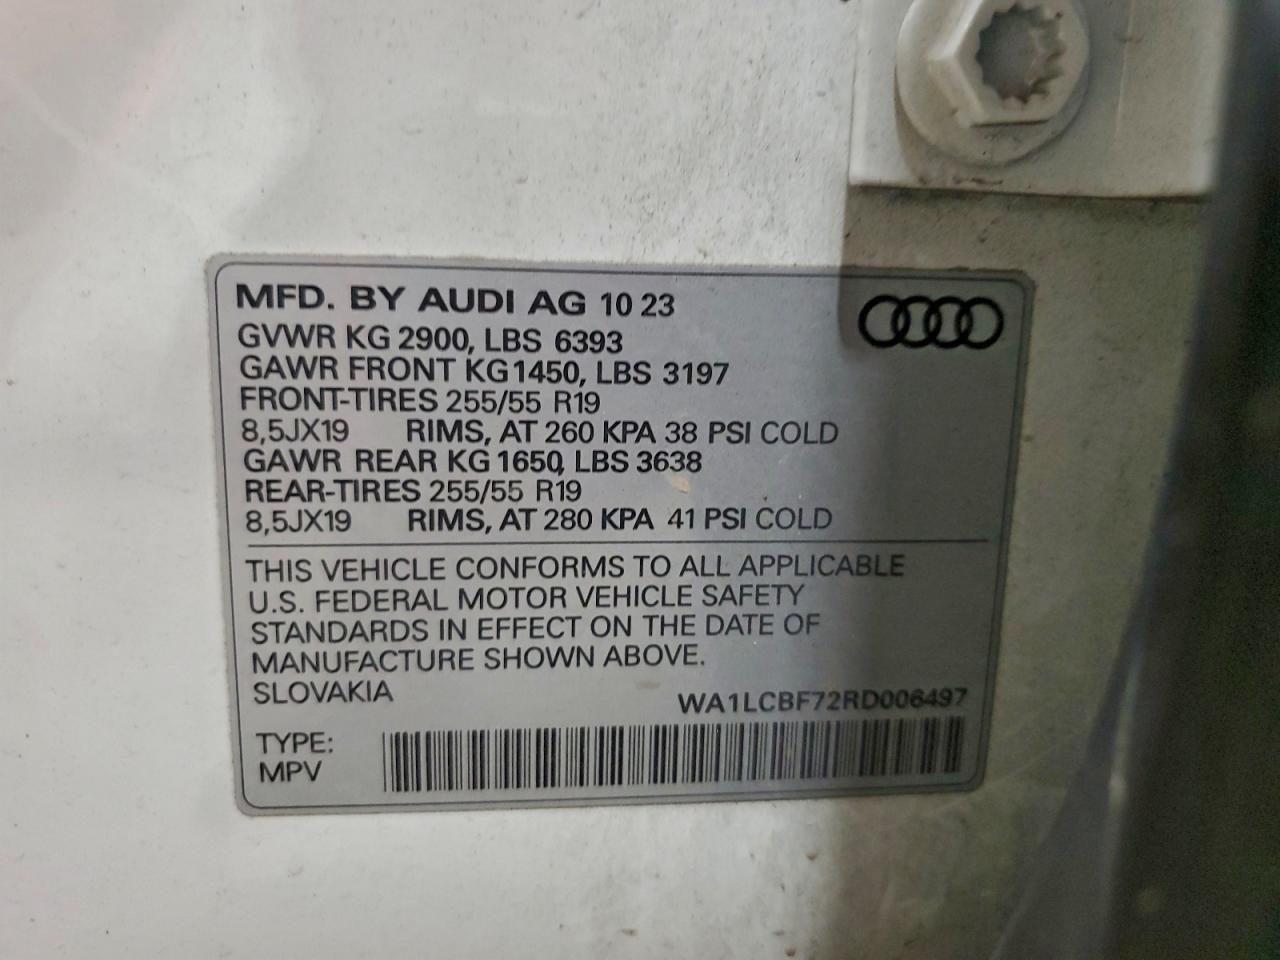 MFD. BY AUDI AG 10 23
GVWR KG 2900, LBS 6393
GAWR FRONT KG 1450, LBS 3197
FRONT-TIRES 255/55 R19
8,5JX19 RIMS, AT 260 KPA 38 PSI COLD
GAWR REAR KG 1650, LBS 3638
REAR-TIRES 255/55 R19
8,5JX19 RIMS, AT 280 KPA 41 PSI COLD
THIS VEHICLE CONFORMS TO ALL APPLICABLE
U.S. FEDERAL MOTOR VEHICLE SAFETY
STANDARDS IN EFFECT ON THE DATE OF
MANUFACTURE SHOWN ABOVE.
SLOVAKIA
WA1LCBF72RD006497
TYPE:
MPV